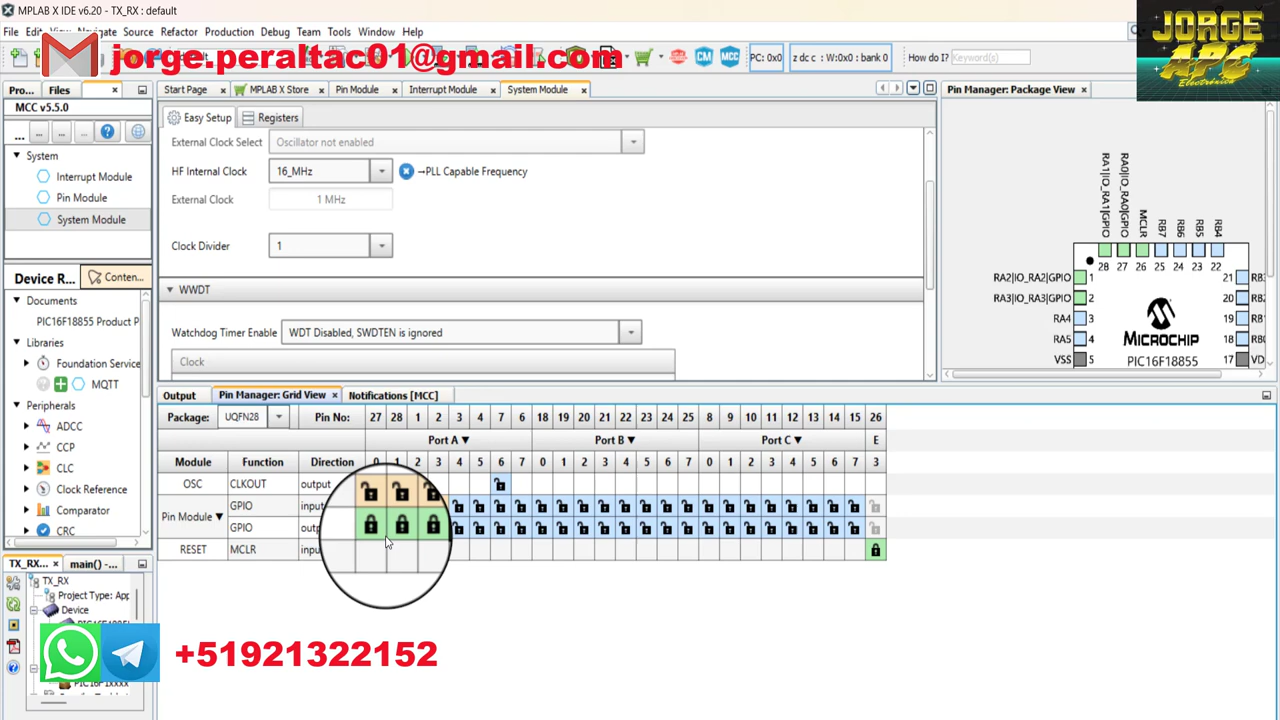 MPLAB X IDE v6.20 - TX_RX : default
File Edit View Navigate Source Refactor Production Debug Team Tools Window Help
jorge.peraltac01@gmail.com
PC: 0x0
z dc c : W:0x0 : bank 0
How do I?
Keyword(s)
JORGE
APC
Electrónica
Pro...
Files
Start Page
MPLAB X Store
Pin Module
Interrupt Module
System Module
Pin Manager: Package View
MCC v5.5.0
Easy Setup
Registers
System
Interrupt Module
Pin Module
System Module
External Clock Select
Oscillator not enabled
HF Internal Clock
16_MHz
→PLL Capable Frequency
External Clock
1 MHz
Clock Divider
1
WWDT
Watchdog Timer Enable
WDT Disabled, SWDTEN is ignored
Clock
RA1|IO_RA1|GPIO
RA0|IO_RA0|GPIO
MCLR
RB7
RB6
RB5
RB4
28 27 26 25 24 23 22
RA2|IO_RA2|GPIO 1
RA3|IO_RA3|GPIO 2
RA4 3
RA5 4
VSS 5
21 RB3
20 RB2
19 RB1
18 RB0
17 VD
MICROCHIP
PIC16F18855
Device R...
Conten...
Documents
PIC16F18855 Product P
Libraries
Foundation Service
MQTT
Peripherals
ADCC
CCP
CLC
Clock Reference
Comparator
CRC
Output
Pin Manager: Grid View
Notifications [MCC]
Package: UQFN28 Pin No: 27 28 1 2 3 4 7 6 18 19 20 21 22 23 24 25 8 9 10 11 12 13 14 15 26
Port A▼ Port B▼ Port C▼ E
Module Function Direction 0 1 2 3 4 5 6 7 0 1 2 3 4 5 6 7 0 1 2 3 4 5 6 7 3
OSC CLKOUT output
Pin Module▼
GPIO input
GPIO outp
RESET MCLR inpu
TX_RX...
main() -...
TX_RX
Project Type: App
Device
PIC16F1xxxx
+51921322152